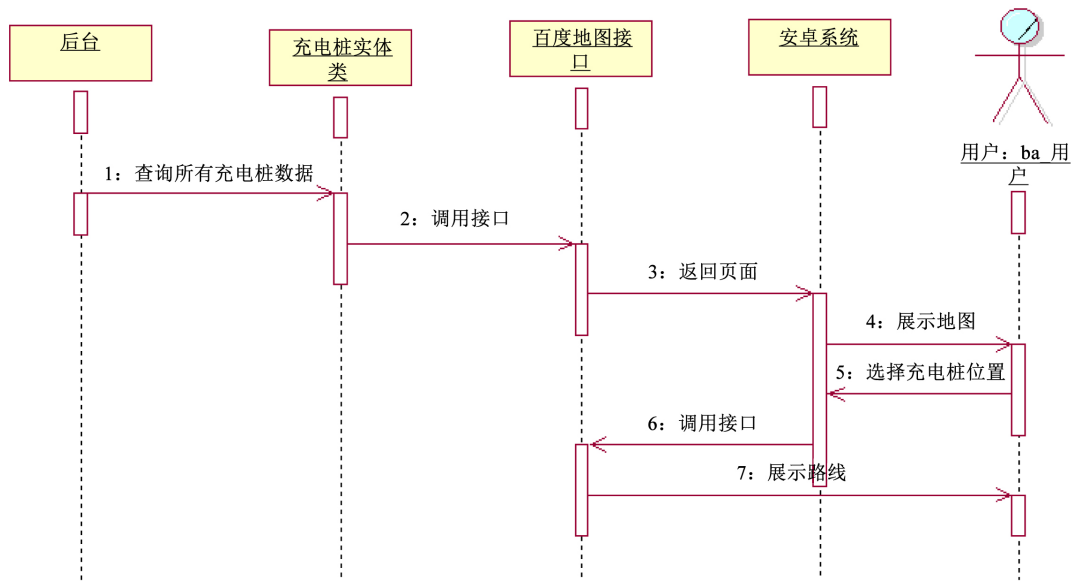 后台
充电桩实体
类
百度地图接
口
安卓系统
用户：ba_用
户
1：查询所有充电桩数据
2：调用接口
3：返回页面
4：展示地图
5：选择充电桩位置
6：调用接口
7：展示路线